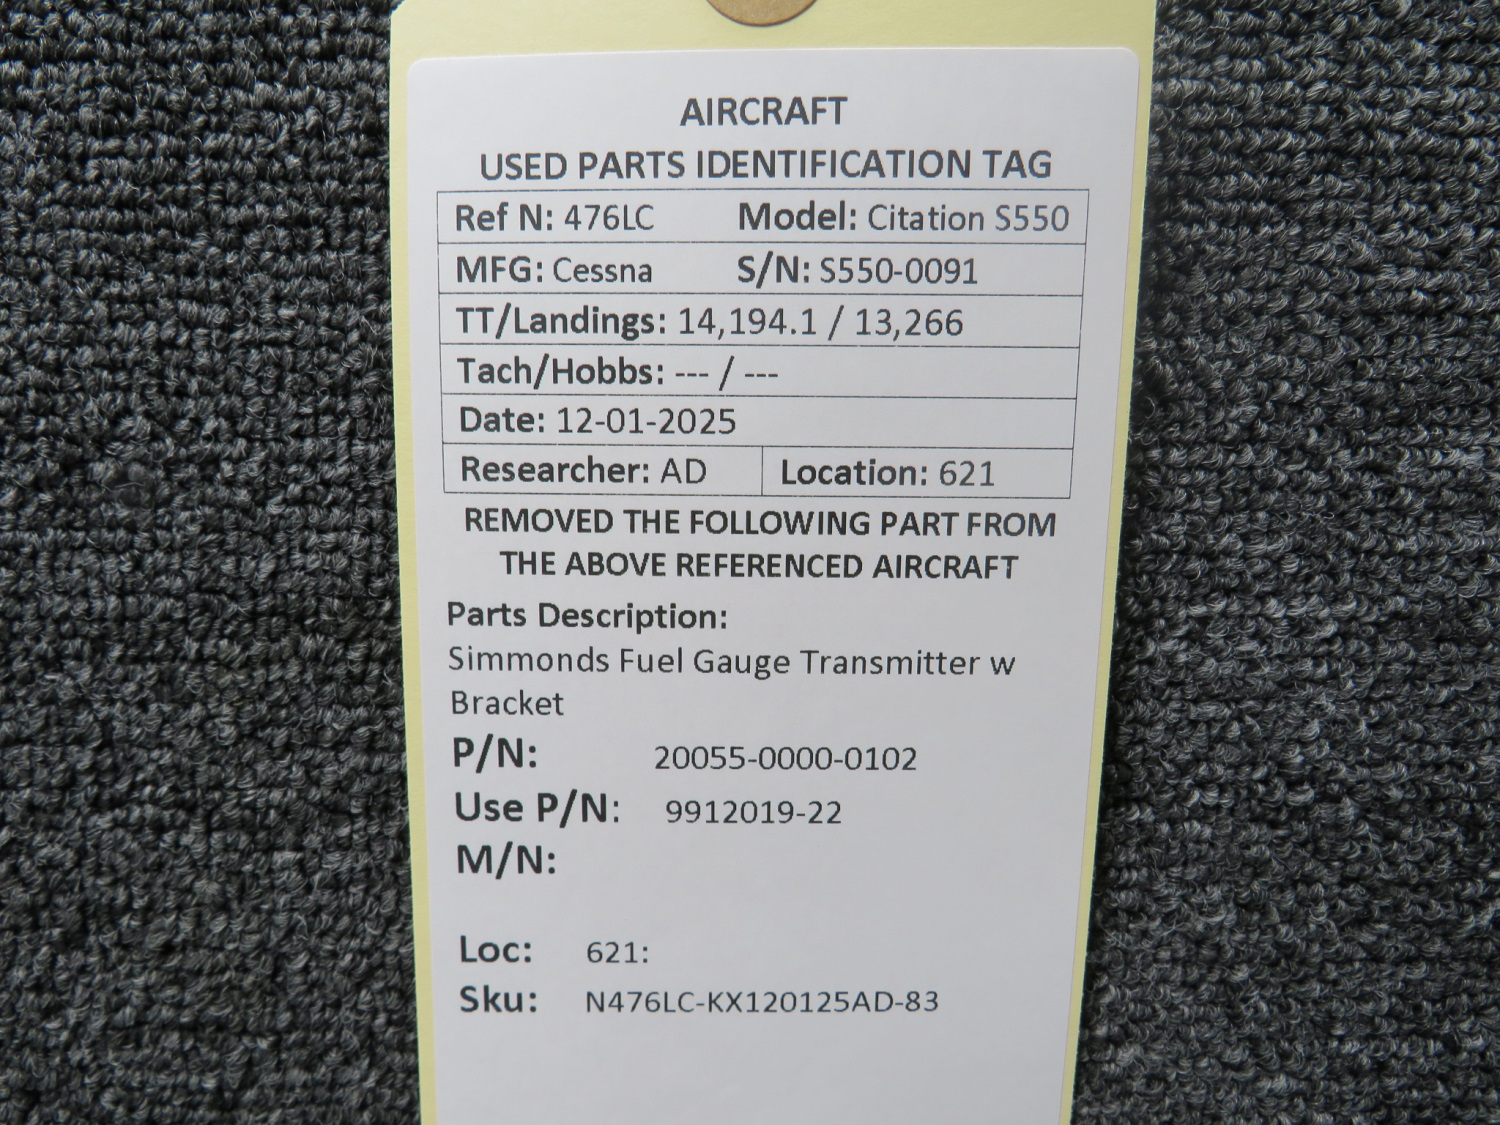 AIRCRAFT
USED PARTS IDENTIFICATION TAG
Ref N: 476LC Model: Citation S550
MFG: Cessna S/N: S550-0091
TT/Landings: 14,194.1 / 13,266
Tach/Hobbs: --- / ---
Date: 12-01-2025
Researcher: AD Location: 621
REMOVED THE FOLLOWING PART FROM
THE ABOVE REFERENCED AIRCRAFT
Parts Description:
Simmonds Fuel Gauge Transmitter w
Bracket
P/N: 20055-0000-0102
Use P/N: 9912019-22
M/N:
Loc: 621:
Sku: N476LC-KX120125AD-83